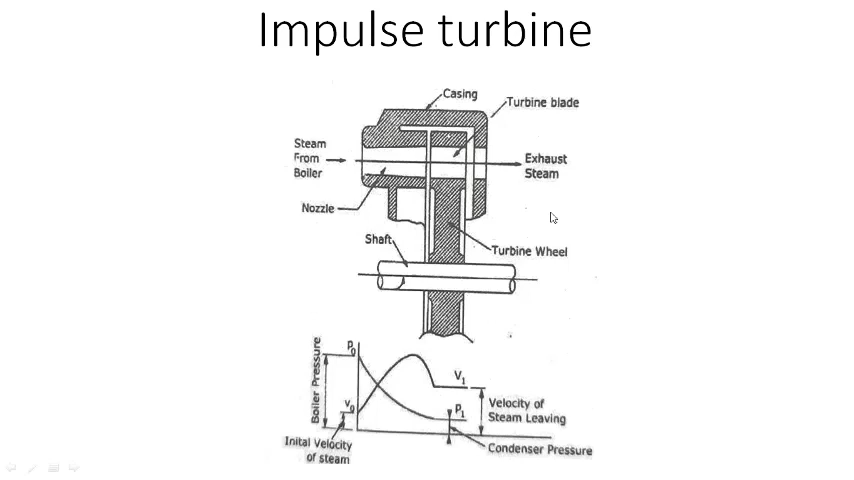 Impulse turbine
Casing
Turbine blade
Steam
From
Boiler
Exhaust
Steam
Nozzle
Shaft
Turbine Wheel
Boiler Pressure
P0
V0
V1
P1
Velocity of
Steam Leaving
Inital Velocity
of steam
Condenser Pressure